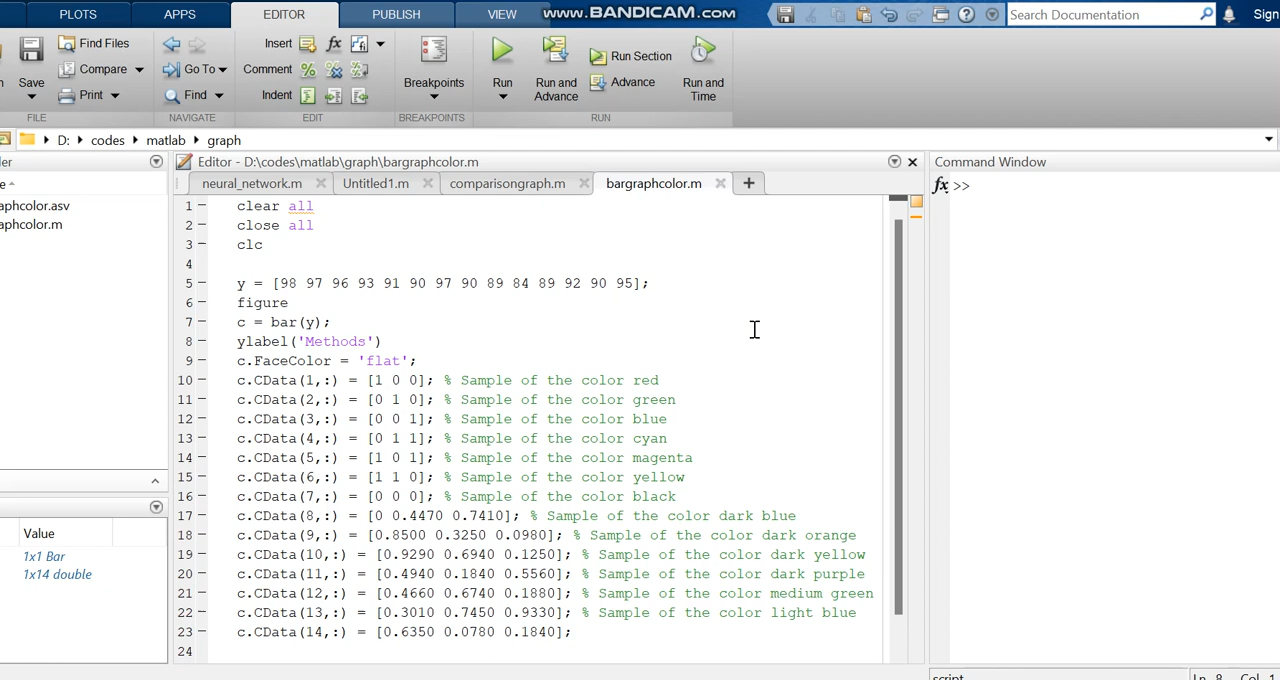 PLOTS APPS EDITOR PUBLISH VIEW www.BANDICAM.com Search Documentation Sign
Find Files Insert fx
Save Compare Go To Comment Breakpoints Run Run and Advance Run Section Advance Run and Time
Print Find Indent
FILE NAVIGATE EDIT BREAKPOINTS RUN
D: codes matlab graph
Editor - D:\codes\matlab\graph\bargraphcolor.m Command Window
neural_network.m Untitled1.m comparisongraph.m bargraphcolor.m + fx >>
aphcolor.asv
aphcolor.m
1 clear all
2 close all
3 clc
4
5 y = [98 97 96 93 91 90 97 90 89 84 89 92 90 95];
6 figure
7 c = bar(y);
8 ylabel('Methods')
9 c.FaceColor = 'flat';
10 c.CData(1,:) = [1 0 0]; % Sample of the color red
11 c.CData(2,:) = [0 1 0]; % Sample of the color green
12 c.CData(3,:) = [0 0 1]; % Sample of the color blue
13 c.CData(4,:) = [0 1 1]; % Sample of the color cyan
14 c.CData(5,:) = [1 0 1]; % Sample of the color magenta
15 c.CData(6,:) = [1 1 0]; % Sample of the color yellow
16 c.CData(7,:) = [0 0 0]; % Sample of the color black
17 c.CData(8,:) = [0 0.4470 0.7410]; % Sample of the color dark blue
18 c.CData(9,:) = [0.8500 0.3250 0.0980]; % Sample of the color dark orange
19 c.CData(10,:) = [0.9290 0.6940 0.1250]; % Sample of the color dark yellow
20 c.CData(11,:) = [0.4940 0.1840 0.5560]; % Sample of the color dark purple
21 c.CData(12,:) = [0.4660 0.6740 0.1880]; % Sample of the color medium green
22 c.CData(13,:) = [0.3010 0.7450 0.9330]; % Sample of the color light blue
23 c.CData(14,:) = [0.6350 0.0780 0.1840];
24
Value
1x1 Bar
1x14 double
script Ln 8 Col 1